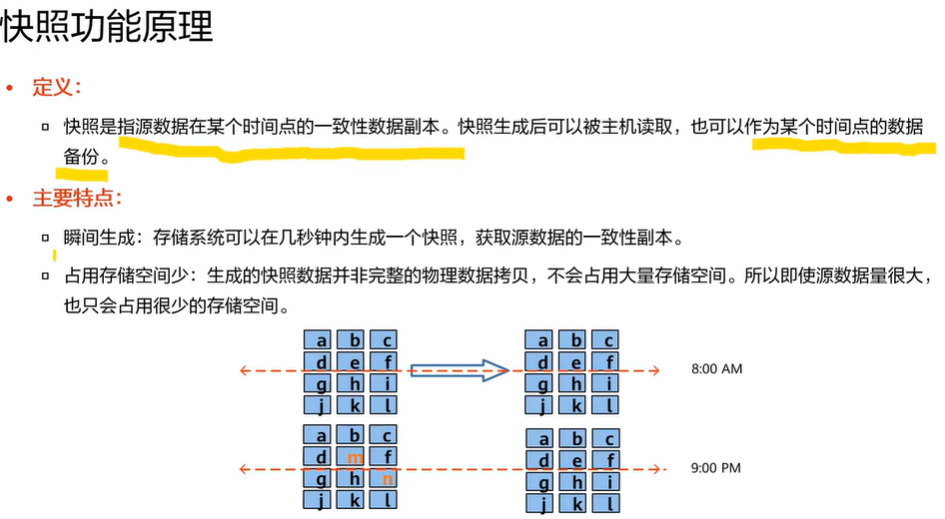 快照功能原理
• 定义：
快照是指源数据在某个时间点的一致性数据副本。快照生成后可以被主机读取，也可以作为某个时间点的数据
备份。
• 主要特点：
瞬间生成：存储系统可以在几秒钟内生成一个快照，获取源数据的一致性副本。
占用存储空间少：生成的快照数据并非完整的物理数据拷贝，不会占用大量存储空间。所以即使源数据量很大，
也只会占用很少的存储空间。
a b c a b c
d e f d e f 8:00 AM
g h i g h i
j k l j k l
a b c a b c
d m f d e f 9:00 PM
g h n g h i
j k l j k l